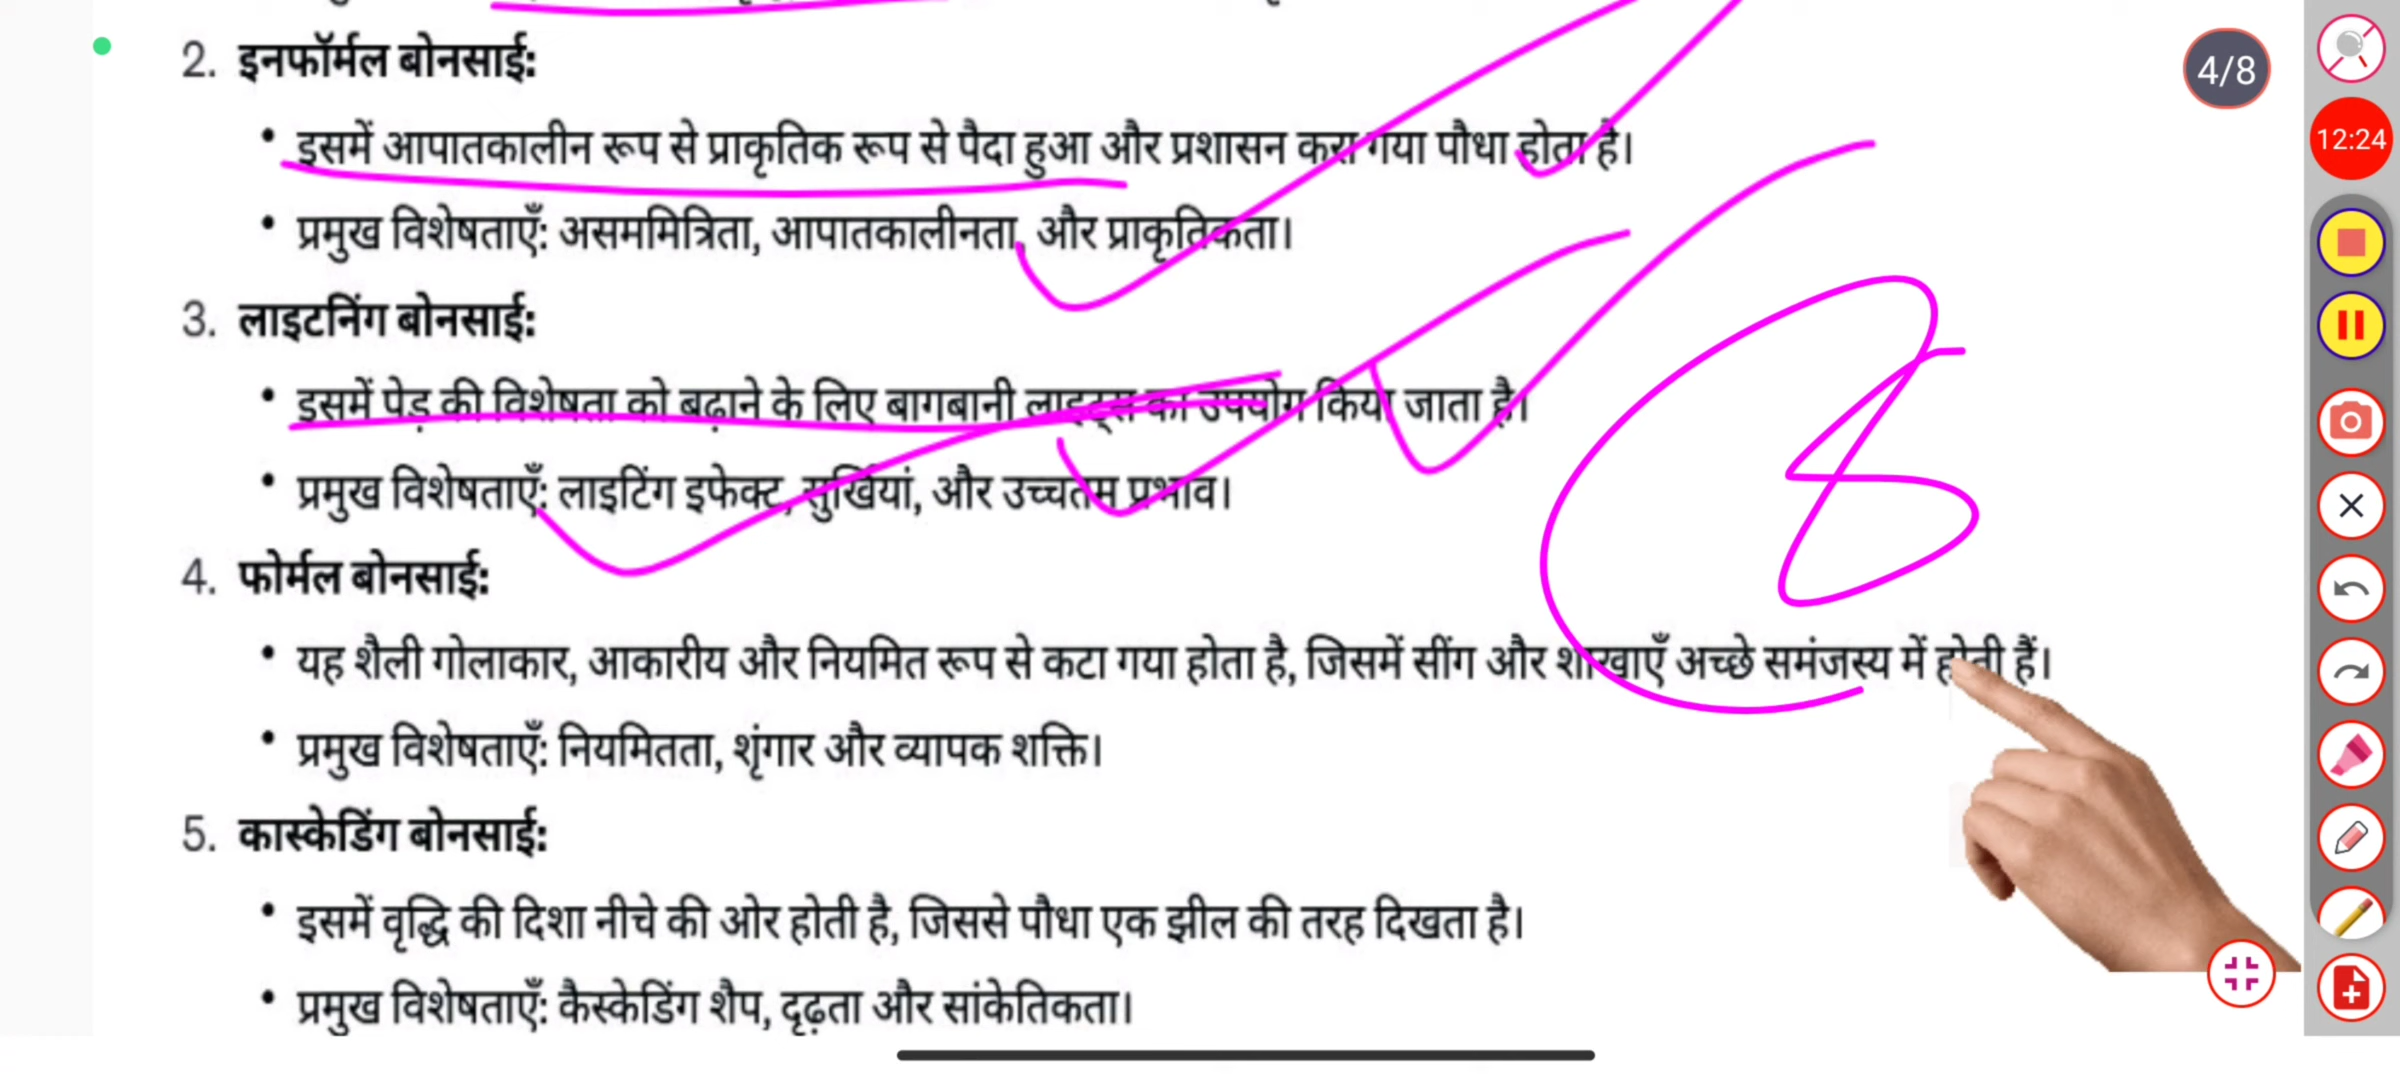 2. इनफॉर्मल बोनसाई:
• इसमें आपातकालीन रूप से प्राकृतिक रूप से पैदा हुआ और प्रशासन करा गया पौधा होता है।
• प्रमुख विशेषताएँ: असममित्रिता, आपातकालीनता, और प्राकृतिकता।
3. लाइटनिंग बोनसाई:
• इसमें पेड़ की विशेषता को बढ़ाने के लिए बागबानी लाइट्स का उपयोग किया जाता है।
• प्रमुख विशेषताएँ: लाइटिंग इफेक्ट, सुर्खियां, और उच्चतम प्रभाव।
4. फोर्मल बोनसाई:
• यह शैली गोलाकार, आकारीय और नियमित रूप से कटा गया होता है, जिसमें सींग और शाखाएँ अच्छे समंजस्य में होती हैं।
• प्रमुख विशेषताएँ: नियमितता, शृंगार और व्यापक शक्ति।
5. कास्केडिंग बोनसाई:
• इसमें वृद्धि की दिशा नीचे की ओर होती है, जिससे पौधा एक झील की तरह दिखता है।
• प्रमुख विशेषताएँ: कैस्केडिंग शैप, दृढ़ता और सांकेतिकता।
4/8
12:24